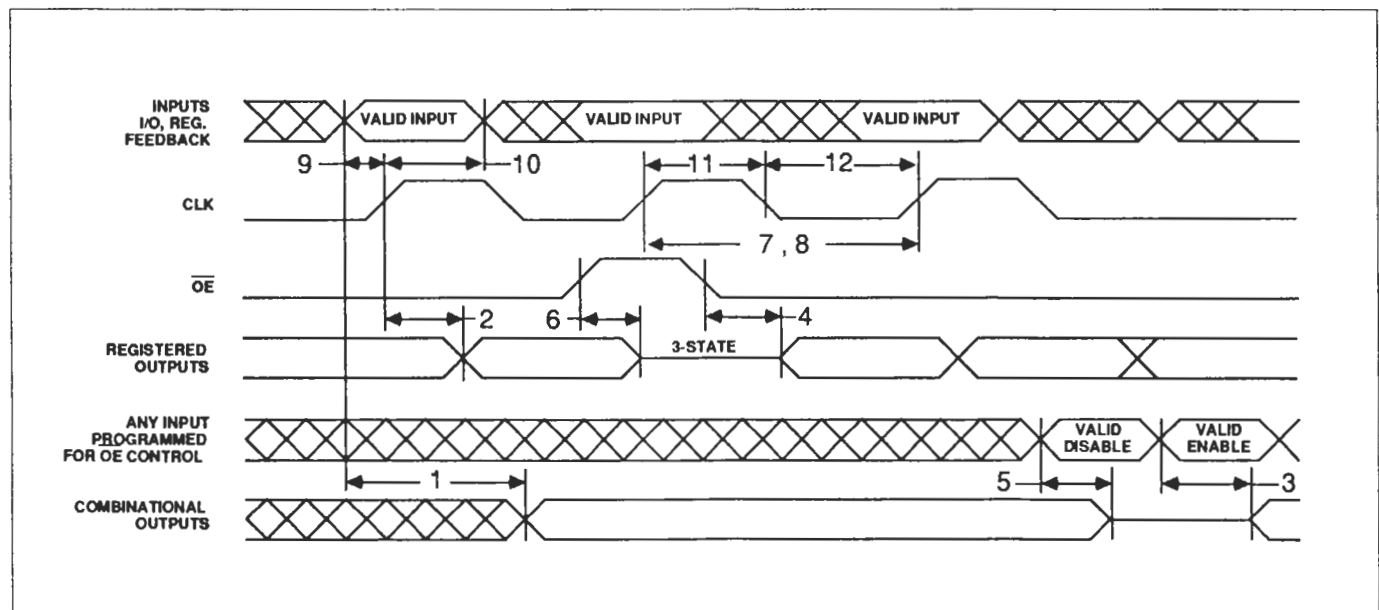 INPUTS
I/O, REG.
FEEDBACK
VALID INPUT
VALID INPUT
VALID INPUT
9
10
11
12
CLK
7 , 8
OE
2
6
4
REGISTERED
OUTPUTS
3-STATE
ANY INPUT
PROGRAMMED
FOR OE CONTROL
VALID
DISABLE
VALID
ENABLE
1
5
3
COMBINATIONAL
OUTPUTS